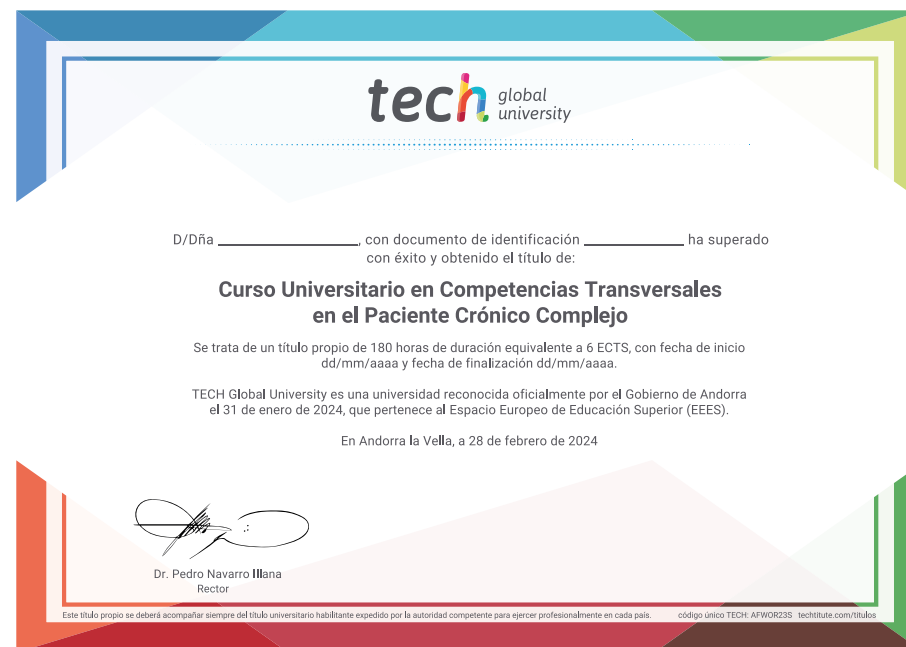 tech global university
D/Dña ____________________, con documento de identificación ______________ ha superado
con éxito y obtenido el título de:
Curso Universitario en Competencias Transversales
en el Paciente Crónico Complejo
Se trata de un título propio de 180 horas de duración equivalente a 6 ECTS, con fecha de inicio
dd/mm/aaaa y fecha de finalización dd/mm/aaaa.
TECH Global University es una universidad reconocida oficialmente por el Gobierno de Andorra
el 31 de enero de 2024, que pertenece al Espacio Europeo de Educación Superior (EEES).
En Andorra la Vella, a 28 de febrero de 2024
Dr. Pedro Navarro Illana
Rector
Este título propio se deberá acompañar siempre del título universitario habilitante expedido por la autoridad competente para ejercer profesionalmente en cada país. código único TECH: AFWOR23S techtitute.com/titulos